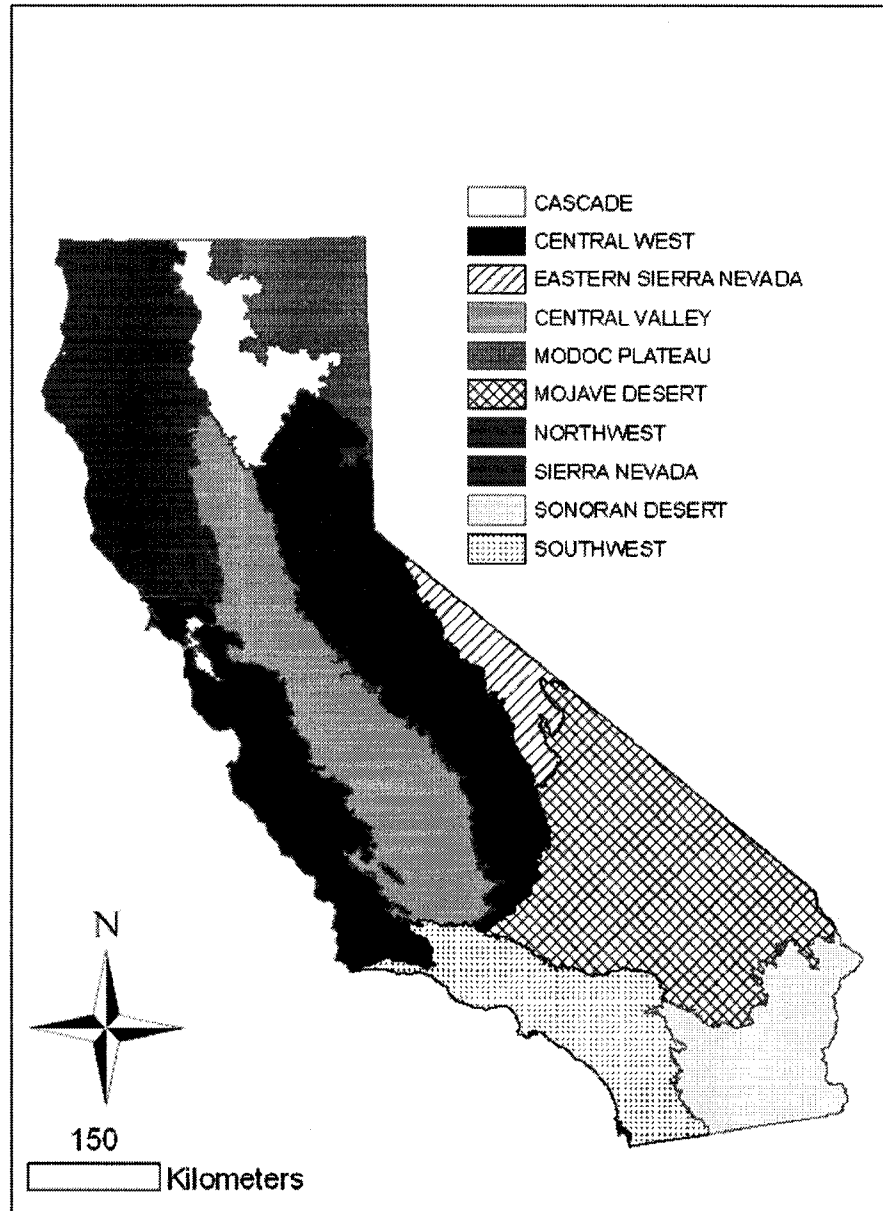 CASCADE
CENTRAL WEST
EASTERN SIERRA NEVADA
CENTRAL VALLEY
MODOC PLATEAU
MOJAVE DESERT
NORTHWEST
SIERRA NEVADA
SONORAN DESERT
SOUTHWEST
N
150
Kilometers